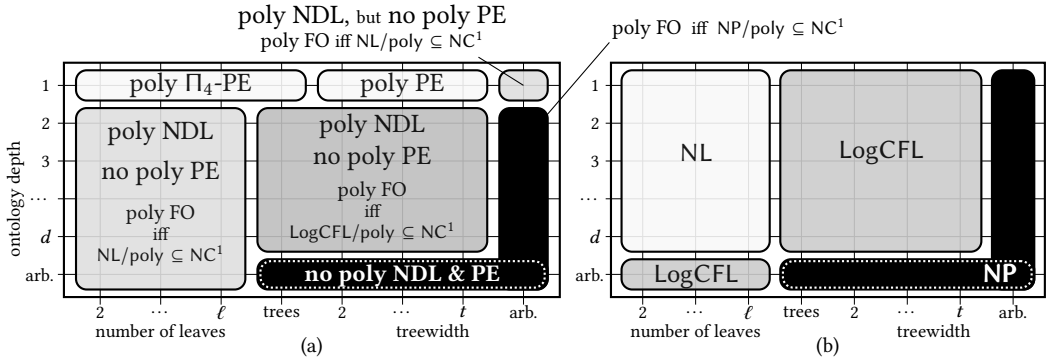 poly NDL, but no poly PE
poly FO iff NL/poly ⊆ NC¹
poly FO iff NP/poly ⊆ NC¹
ontology depth
1
2
3
...
d
arb.
poly Π₄-PE
poly PE
poly NDL
no poly PE
poly FO
iff
NL/poly ⊆ NC¹
poly NDL
no poly PE
poly FO
iff
LogCFL/poly ⊆ NC¹
no poly NDL & PE
2 ... ℓ trees 2 ... t arb.
number of leaves treewidth
(a)
1
2
3
...
d
arb.
NL
LogCFL
LogCFL
NP
2 ... ℓ trees 2 ... t arb.
number of leaves treewidth
(b)